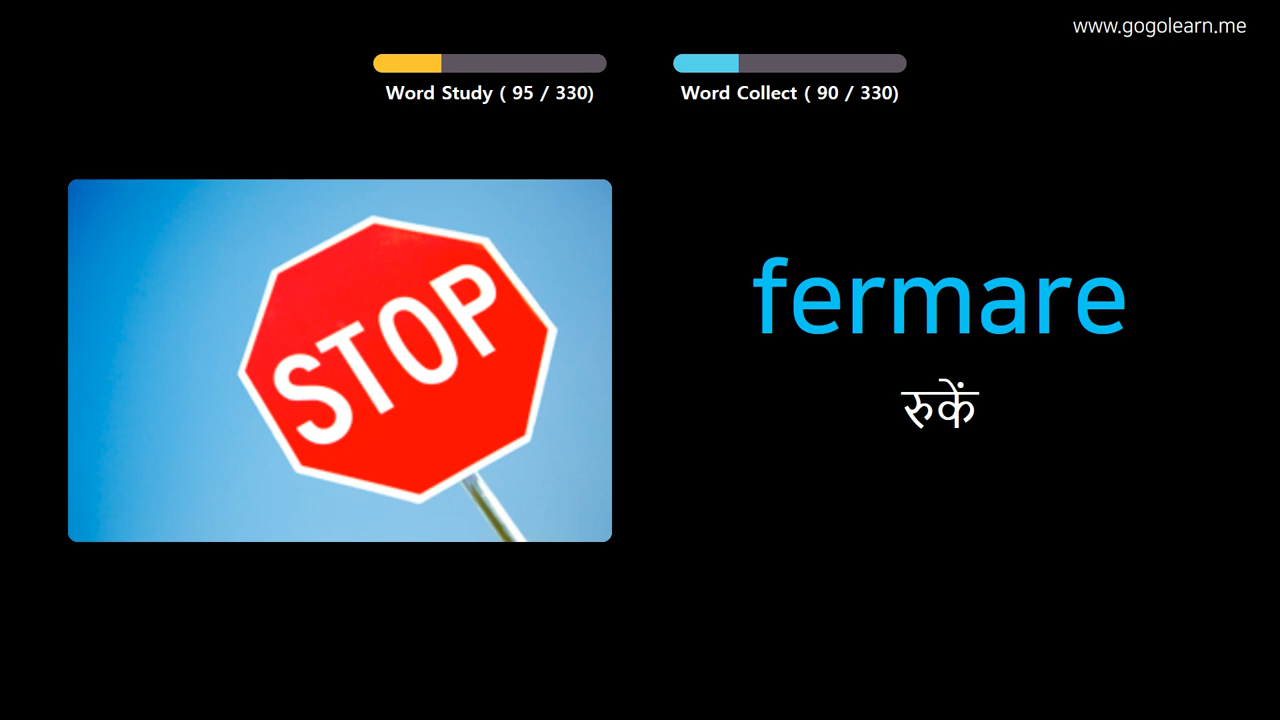 www.gogolearn.me
Word Study ( 95 / 330)
Word Collect ( 90 / 330)
STOP
fermare
रुकें